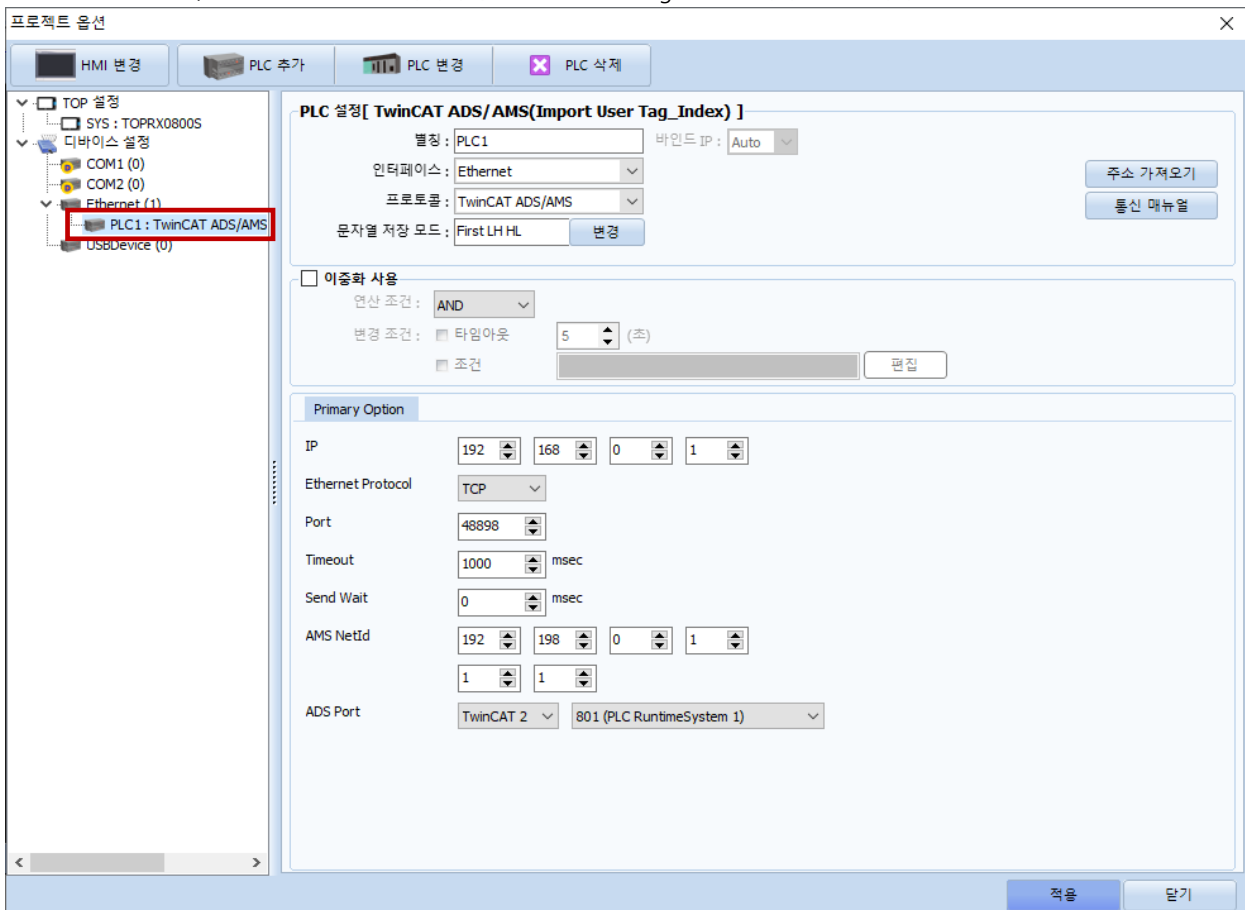 프로젝트 옵션
HMI 변경
PLC 추가
PLC 변경
PLC 삭제
TOP 설정
SYS : TOPRX0800S
디바이스 설정
COM1 (0)
COM2 (0)
Ethernet (1)
PLC1 : TwinCAT ADS/AMS
USBDevice (0)
PLC 설정[ TwinCAT ADS/AMS(Import User Tag_Index) ]
별칭 : PLC1 바인드 IP : Auto
인터페이스 : Ethernet
주소 가져오기
프로토콜 : TwinCAT ADS/AMS
통신 매뉴얼
문자열 저장 모드 : First LH HL 변경
이중화 사용
연산 조건 : AND
변경 조건 : 타임아웃 5 (초)
조건 편집
Primary Option
IP 192 168 0 1
Ethernet Protocol TCP
Port 48898
Timeout 1000 msec
Send Wait 0 msec
AMS NetId 192 198 0 1
1 1
ADS Port TwinCAT 2 801 (PLC RuntimeSystem 1)
적용 닫기